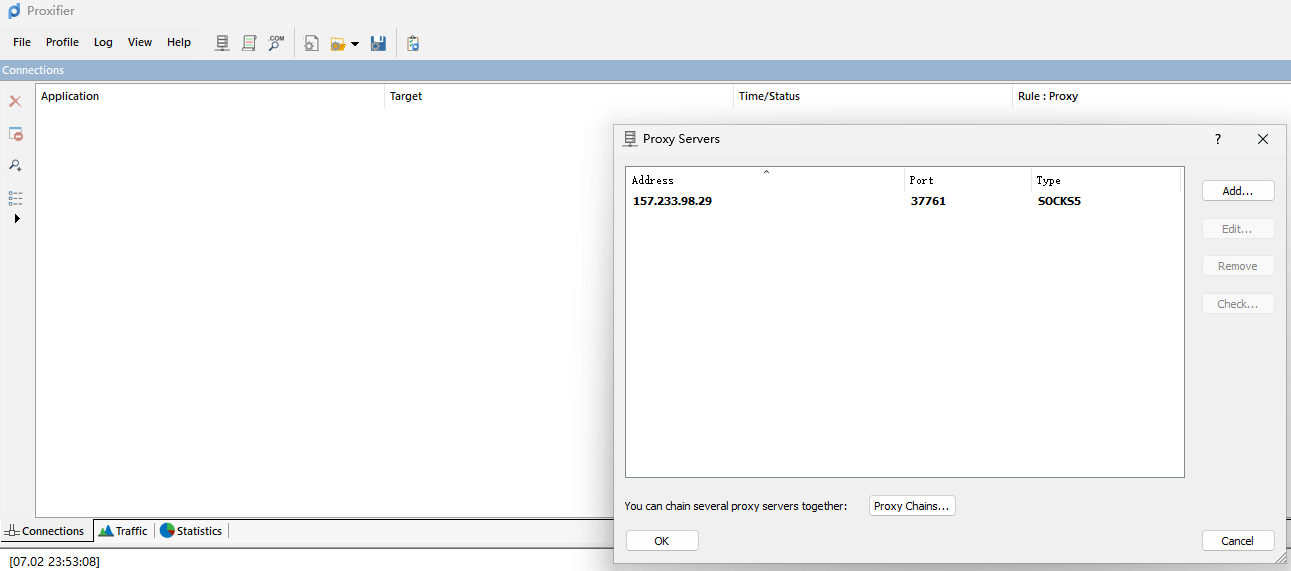 Proxifier
File Profile Log View Help .COM
Connections
Application Target Time/Status Rule : Proxy
Proxy Servers ?
Address Port Type
157.233.98.29 37761 SOCKS5
Add...
Edit...
Remove
Check...
You can chain several proxy servers together: Proxy Chains...
OK Cancel
Connections Traffic Statistics
[07.02 23:53:08]